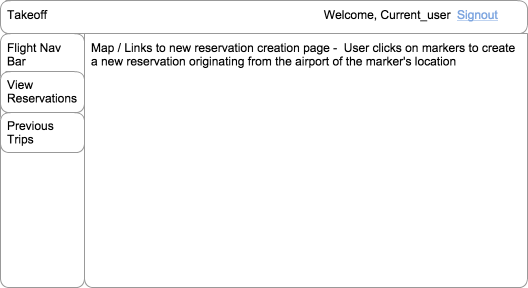 Takeoff
Welcome, Current_user Signout
Flight Nav
Bar
View
Reservations
Previous
Trips
Map / Links to new reservation creation page - User clicks on markers to create
a new reservation originating from the airport of the marker's location